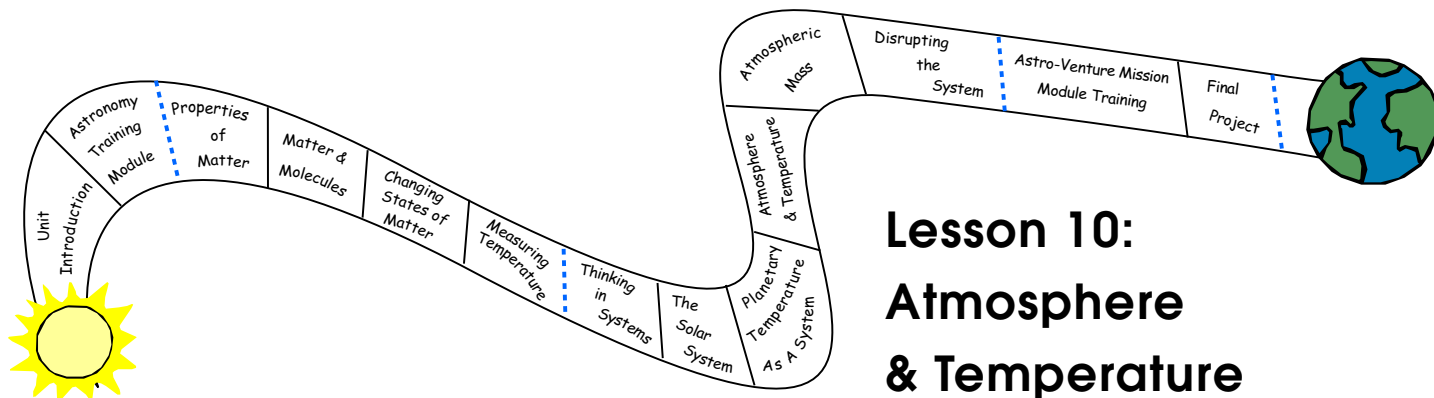 Unit
Introduction
Astronomy
Training
Module
Properties
of
Matter
Matter &
Molecules
Changing
States of
Matter
Measuring
Temperature
Thinking
in
Systems
The
Solar
System
Planetary
Temperature
As A System
Atmosphere
& Temperature
Atmospheric
Mass
Disrupting
the
System
Astro-Venture Mission
Module Training
Final
Project
Lesson 10:
Atmosphere
& Temperature